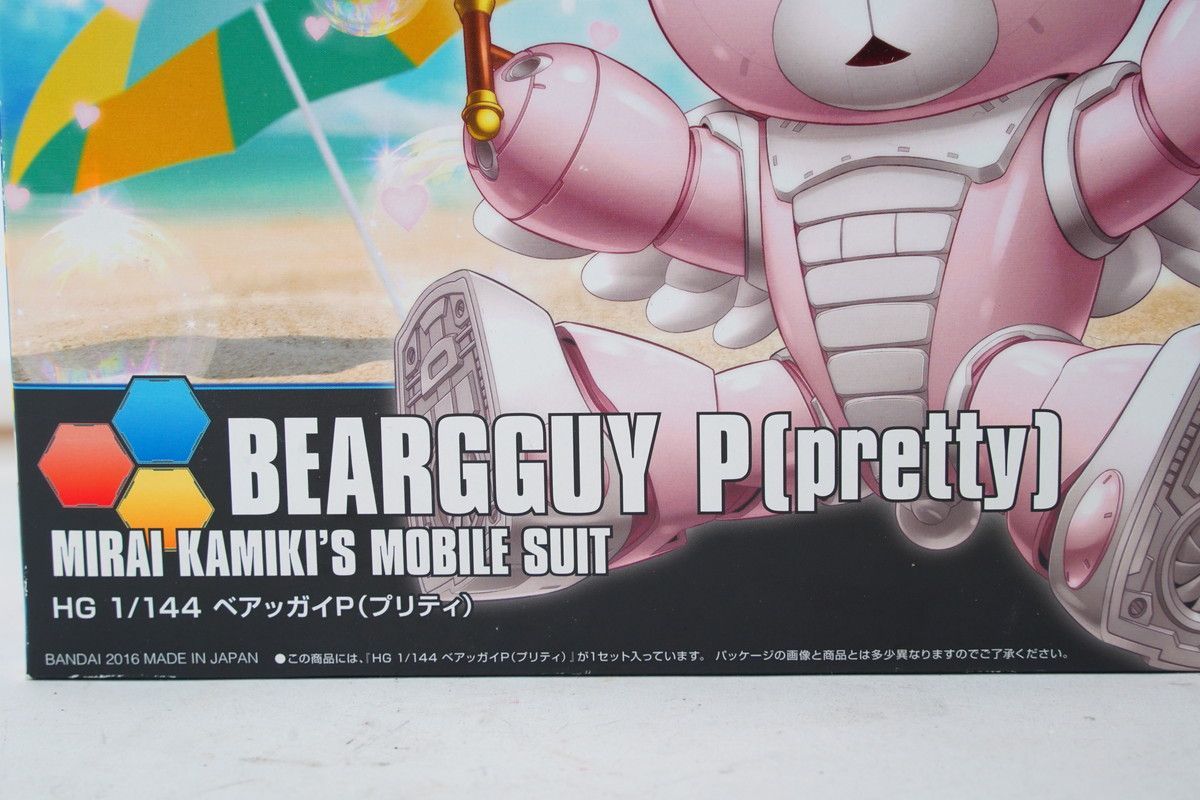 BEARGGUY P(pretty)
MIRAI KAMIKI'S MOBILE SUIT
HG 1/144 ベアッガイP(プリティ)
BANDAI 2016 MADE IN JAPAN ●この商品には、『HG 1/144 ベアッガイP(プリティ)』が1セット入っています。 パッケージの画像と商品とは多少異なりますのでご了承ください。